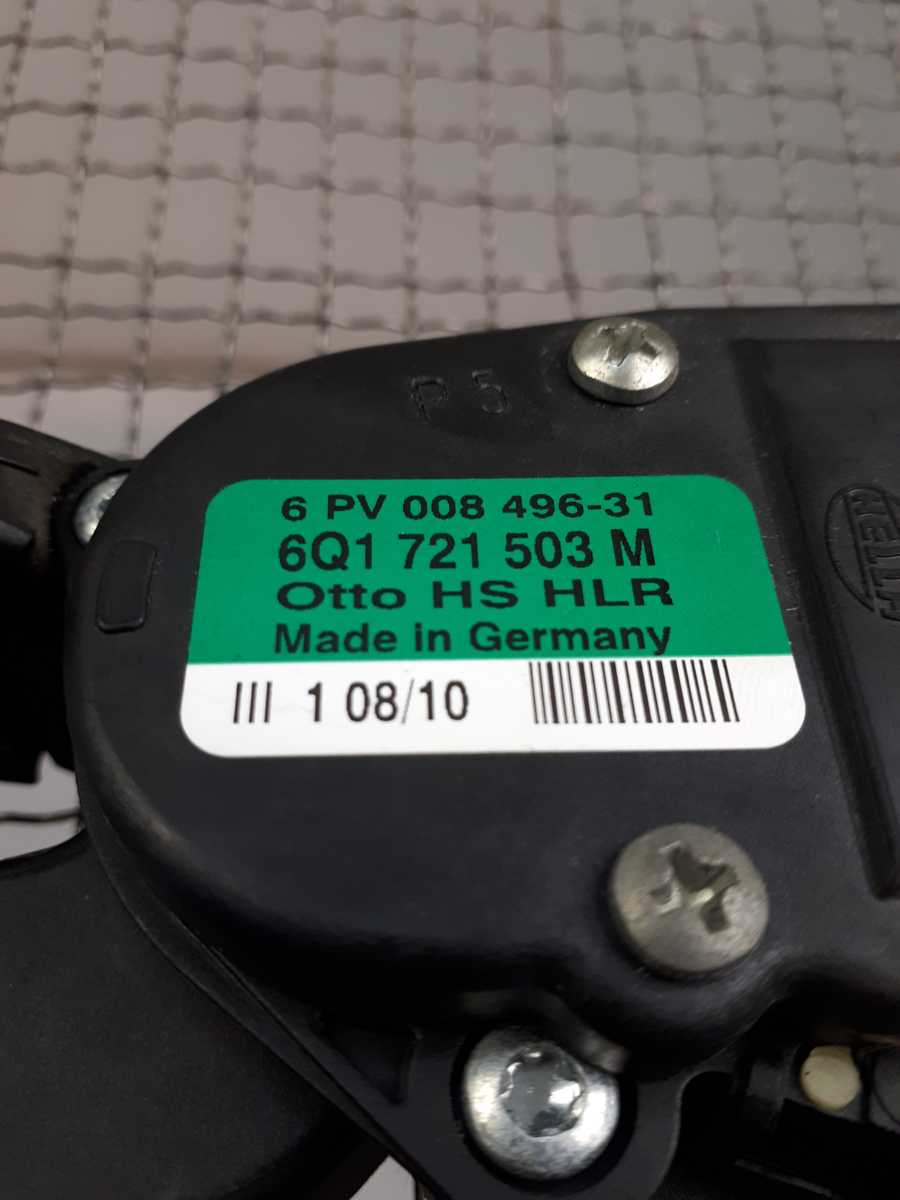 P 5
6 PV 008 496-31
6Q1 721 503 M
Otto HS HLR
Made in Germany
III 1 08/10
HELLA